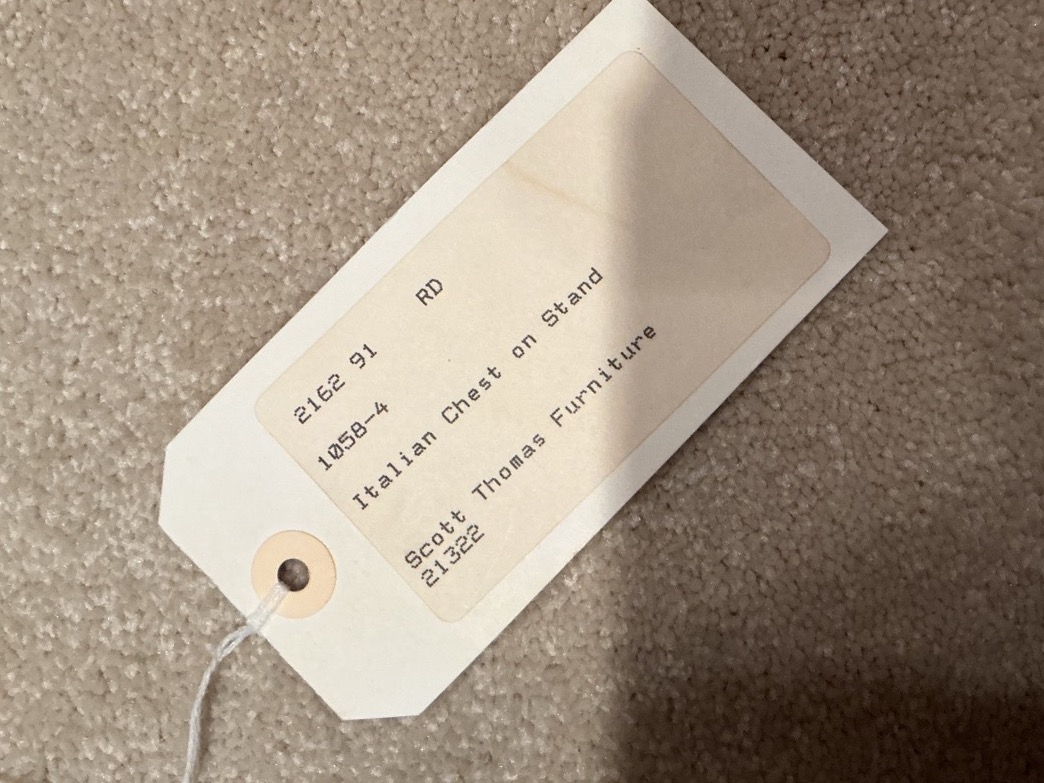 2162 91 RD
1058-4
Italian Chest on Stand
Scott Thomas Furniture
21322